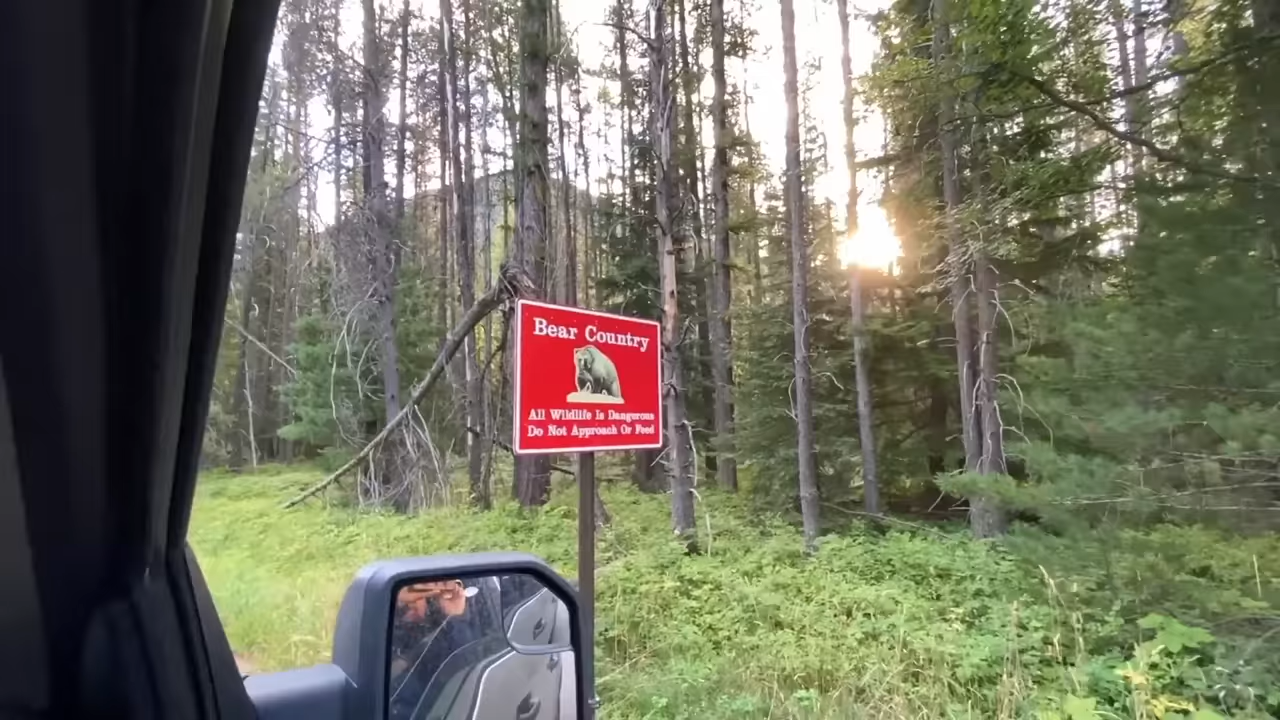 Bear Country
All Wildlife Is Dangerous
Do Not Approach Or Feed